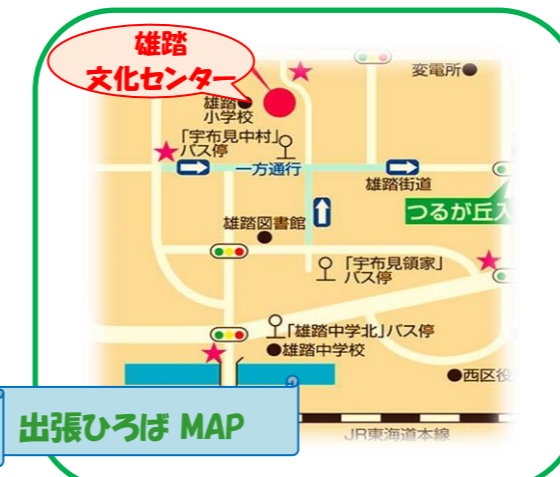 雄踏
文化センター
変電所
雄踏
小学校
「宇布見中村」
バス停
一方通行
雄踏街道
つるが丘入
雄踏図書館
「宇布見領家」
バス停
「雄踏中学北」バス停
雄踏中学校
西区役
出張ひろば MAP
JR東海道本線